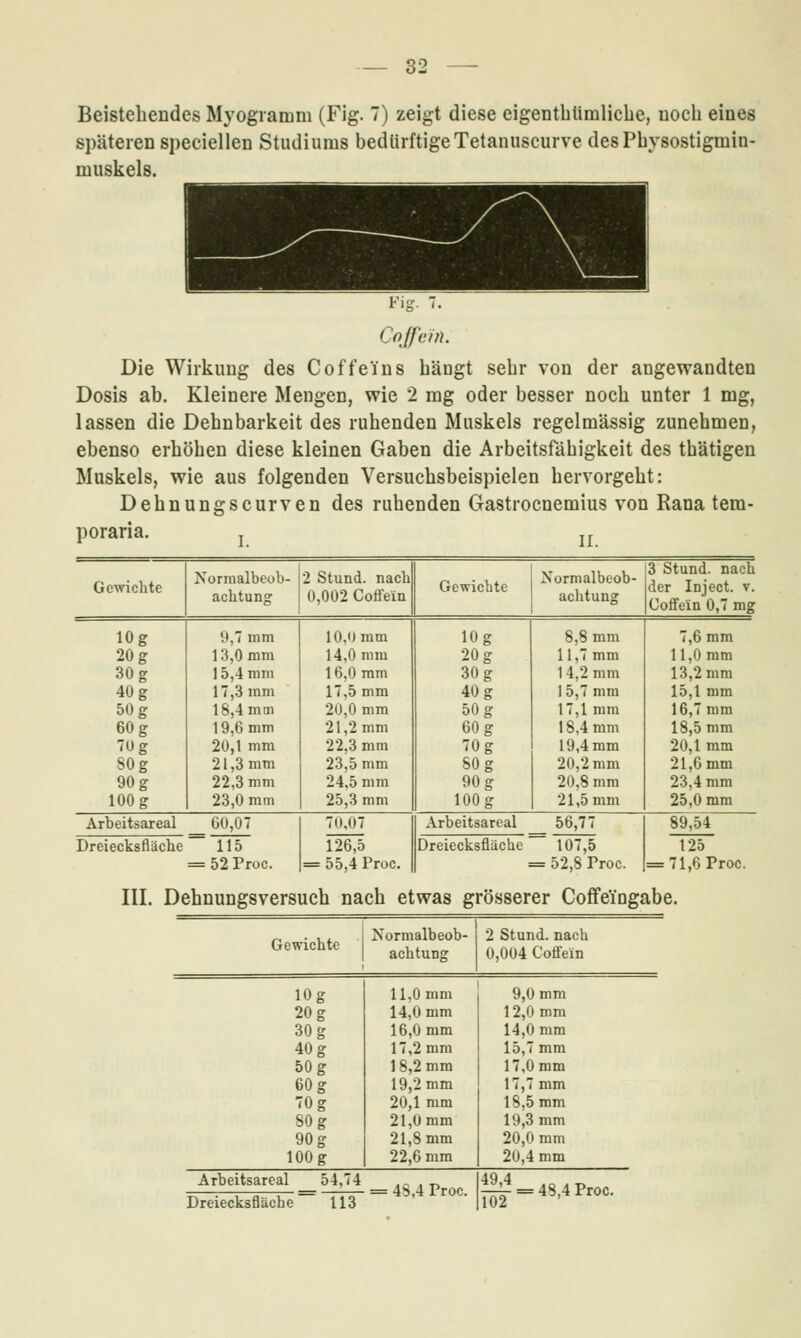 — 32 —
Beistehendes Myogramm (Fig. 7) zeigt diese eigenthümliche, noch eines
späteren speciellen Studiums bedürftige Tetanuscurve des Physostigmin-
muskels.
Fig. 7.
Coffeïn.
Die Wirkung des Coffeïns hängt sehr von der angewandten
Dosis ab. Kleinere Mengen, wie 2 mg oder besser noch unter 1 mg,
lassen die Dehnbarkeit des ruhenden Muskels regelmässig zunehmen,
ebenso erhöhen diese kleinen Gaben die Arbeitsfähigkeit des thätigen
Muskels, wie aus folgenden Versuchsbeispielen hervorgeht:
Dehnungscurven des ruhenden Gastrocnemius von Rana tem-
poraria.
I. II.
Gewichte Normalbeob- 2 Stund. nach Gewichte Normalbeob- 3 Stund. nach
achtung 0,002 Coffeïn achtung der Inject. v.
Coffeïn 0,7 mg
10 g 9,7 mm 10,0 mm 10 g 8,8 mm 7,6 mm
20 g 13,0 mm 14,0 mm 20 g 11,7 mm 11,0 mm
30 g 15,4 mm 16,0 mm 30 g 14,2 mm 13,2 mm
40 g 17,3 mm 17,5 mm 40 g 15,7 mm 15,1 mm
50 g 18,4 mm 20,0 mm 50 g 17,1 mm 16,7 mm
60 g 19,6 mm 21,2 mm 60 g 18,4 mm 18,5 mm
70 g 20,1 mm 22,3 mm 70 g 19,4 mm 20,1 mm
80 g 21,3 mm 23,5 mm 80 g 20,2 mm 21,6 mm
90 g 22,3 mm 24,5 mm 90 g 20,8 mm 23,4 mm
100 g 23,0 mm 25,3 mm 100 g 21,5 mm 25,0 mm
Arbeitsareal 60,07 70,07 Arbeitsareal 56,77 89,54
Dreiecksfläche = 115 126,5 Dreiecksfläche = 107,5 125
= 52 Proc. = 55,4 Proc. = 52,8 Proc. = 71,6 Proc.
III. Dehnungsversuch nach etwas grösserer Coffeïngabe.
Gewichte Normalbeob- 2 Stund. nach
achtung 0,004 Coffeïn
10 g 11,0 mm 9,0 mm
20 g 14,0 mm 12,0 mm
30 g 16,0 mm 14,0 mm
40 g 17,2 mm 15,7 mm
50 g 18,2 mm 17,0 mm
60 g 19,2 mm 17,7 mm
70 g 20,1 mm 18,5 mm
80 g 21,0 mm 19,3 mm
90 g 21,8 mm 20,0 mm
100 g 22,6 mm 20,4 mm
Arbeitsareal 54,74 = 48,4 Proc. 49,4 = 48,4 Proc.
Dreiecksfläche = 113 102